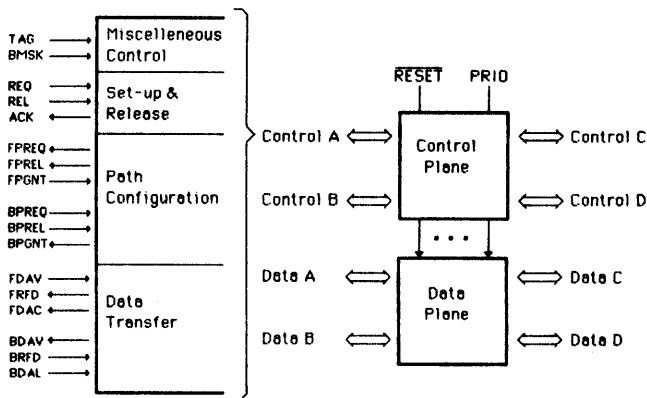 TAG
BMSK
Miscelleneous
Control
REQ
REL
ACK
Set-up &
Release
FPREQ
FPREL
FPGNT
BPREQ
BPREL
BPGNT
Path
Configuration
FDAV
FRFD
FDAC
BDAV
BRFD
BDAL
Data
Transfer
RESET PRIO
Control A
Control B
Control
Plane
Control C
Control D
• • •
Data A
Data B
Data
Plane
Data C
Data D